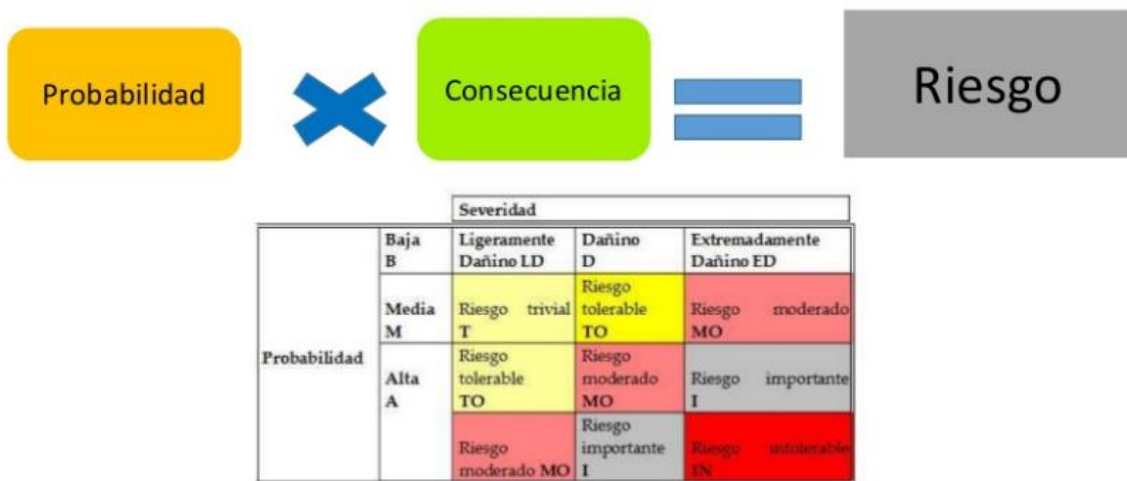 Probabilidad
Consecuencia
Riesgo
Severidad
Baja
B
Ligeramente
Dañino LD
Dañino
D
Extremadamente
Dañino ED
Probabilidad
Media
M
Riesgo trivial
T
Riesgo
tolerable
TO
Riesgo moderado
MO
Alta
A
Riesgo
tolerable
TO
Riesgo
moderado
MO
Riesgo importante
I
Riesgo
moderado MO
Riesgo
importante
I
Riesgo intolerable
IN